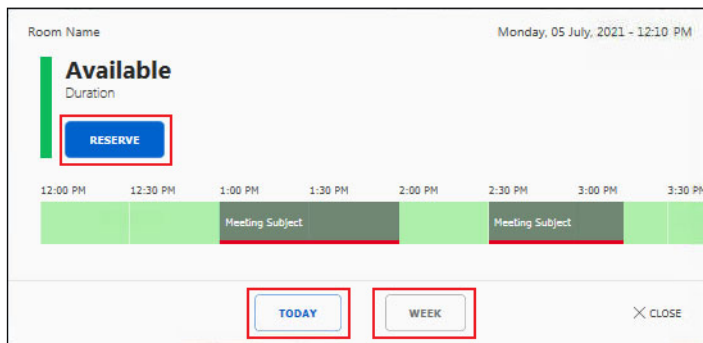 Room Name Monday, 05 July, 2021 - 12:10 PM
Available
Duration
RESERVE
12:00 PM 12:30 PM 1:00 PM 1:30 PM 2:00 PM 2:30 PM 3:00 PM 3:30 PM
Meeting Subject Meeting Subject
TODAY WEEK CLOSE